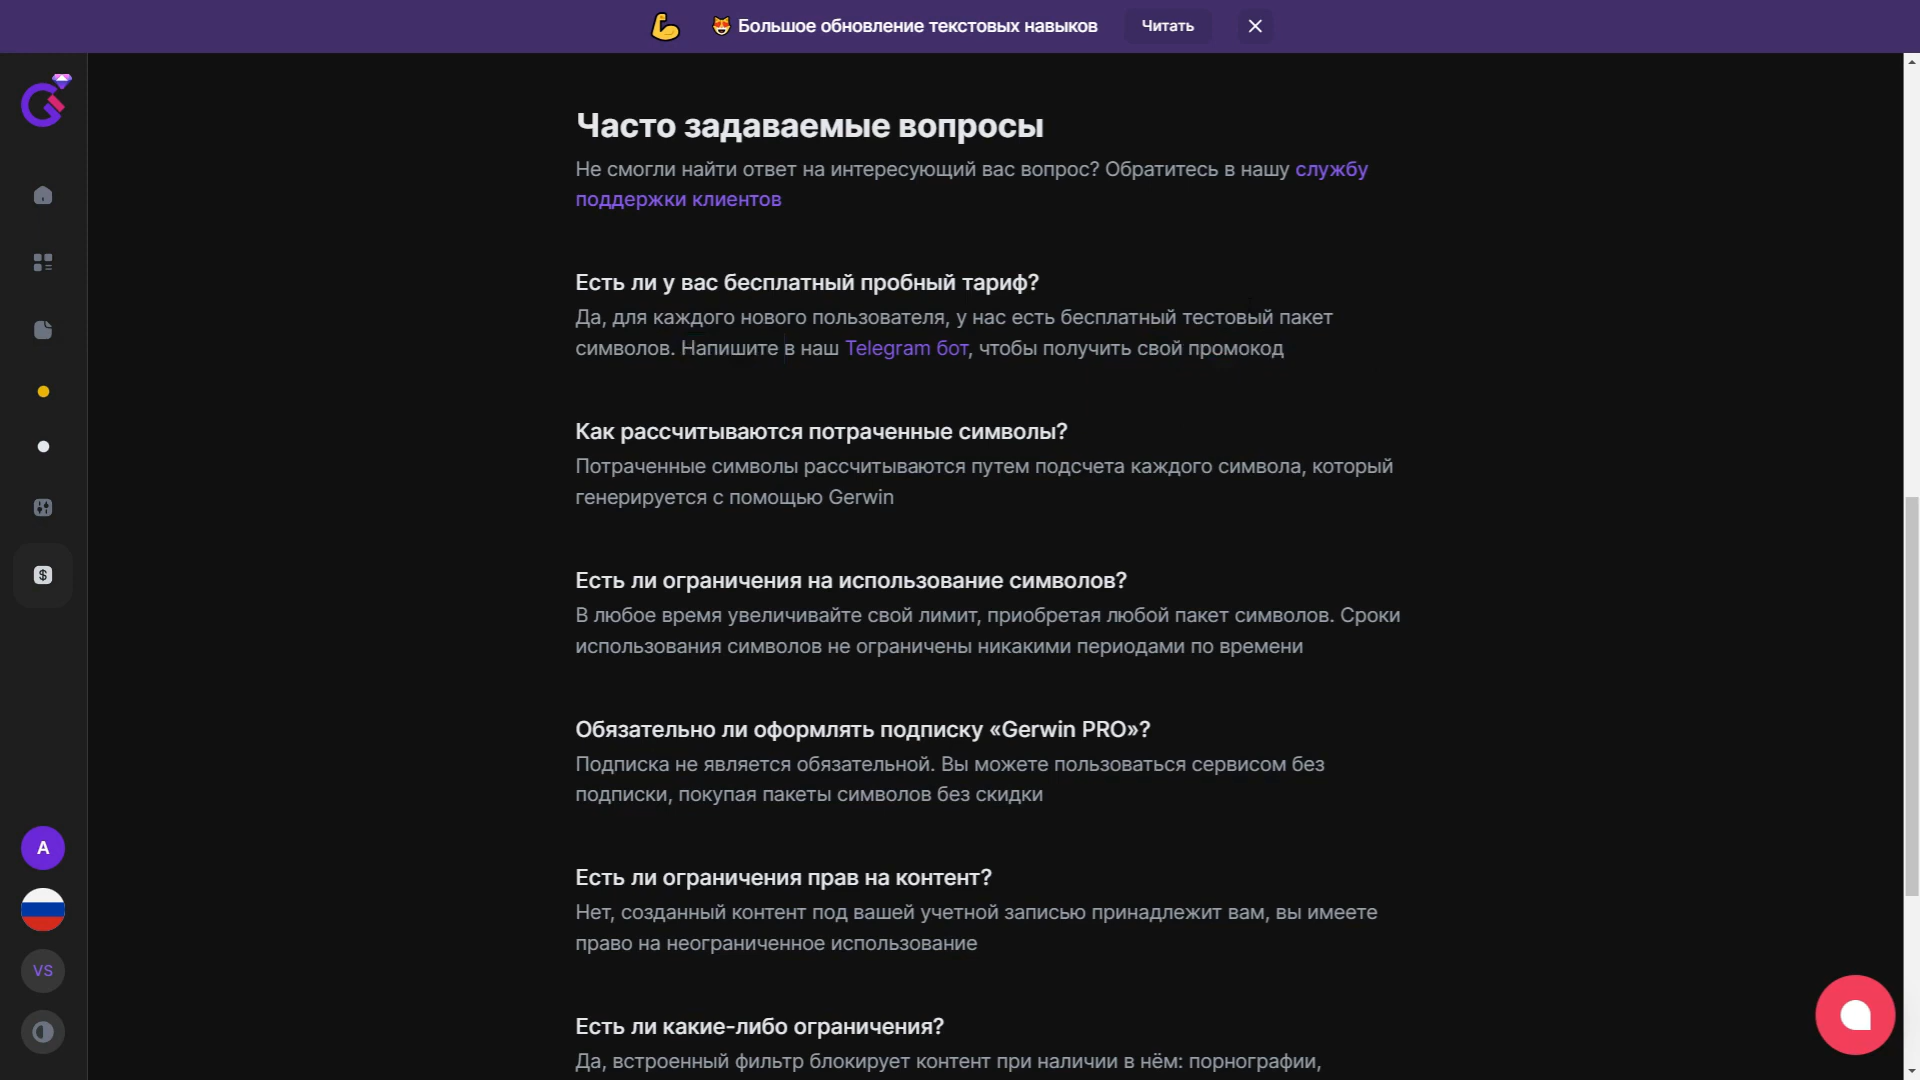 Большое обновление текстовых навыков
Читать
Часто задаваемые вопросы
Не смогли найти ответ на интересующий вас вопрос? Обратитесь в нашу службу
поддержки клиентов
Есть ли у вас бесплатный пробный тариф?
Да, для каждого нового пользователя, у нас есть бесплатный тестовый пакет
символов. Напишите в наш Telegram бот, чтобы получить свой промокод
Как рассчитываются потраченные символы?
Потраченные символы рассчитываются путем подсчета каждого символа, который
генерируется с помощью Gerwin
Есть ли ограничения на использование символов?
В любое время увеличивайте свой лимит, приобретая любой пакет символов. Сроки
использования символов не ограничены никакими периодами по времени
Обязательно ли оформлять подписку «Gerwin PRO»?
Подписка не является обязательной. Вы можете пользоваться сервисом без
подписки, покупая пакеты символов без скидки
Есть ли ограничения прав на контент?
Нет, созданный контент под вашей учетной записью принадлежит вам, вы имеете
право на неограниченное использование
Есть ли какие-либо ограничения?
Да, встроенный фильтр блокирует контент при наличии в нём: порнографии,
$
A
VS